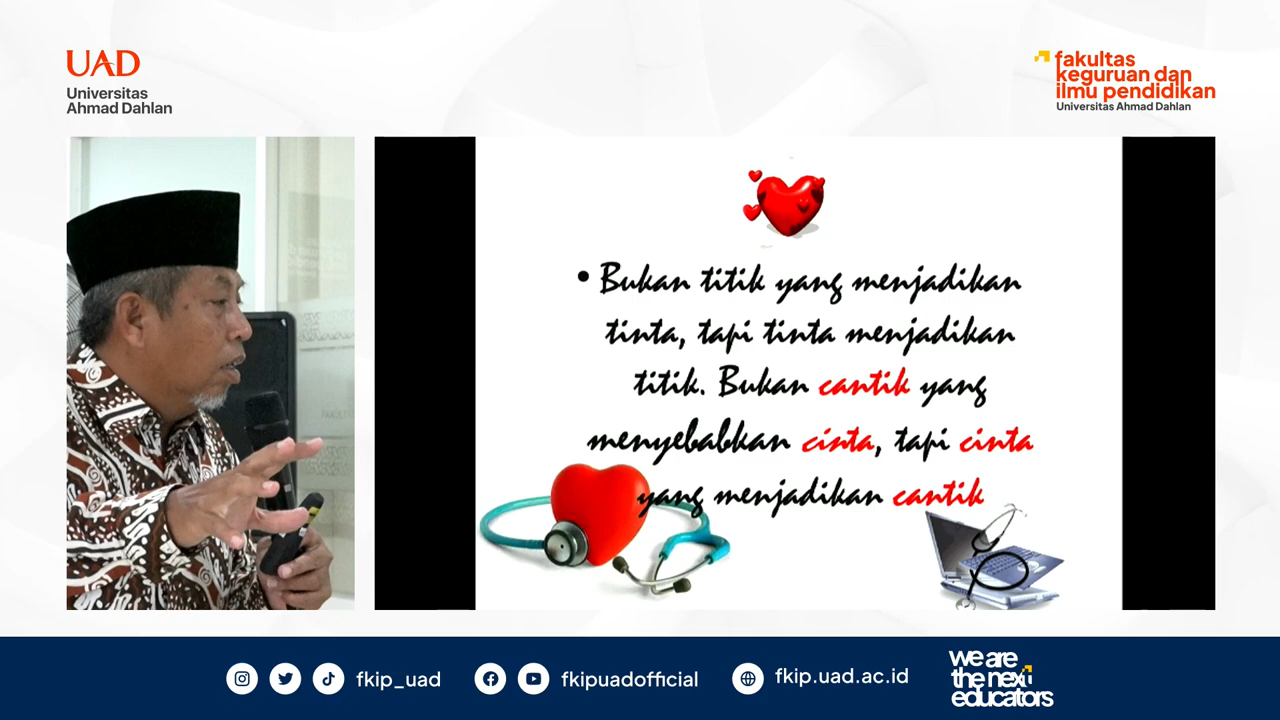 UAD
Universitas
Ahmad Dahlan
fakultas
keguruan dan
ilmu pendidikan
Universitas Ahmad Dahlan
• Bukan titik yang menjadikan
tinta, tapi tinta menjadikan
titik. Bukan cantik yang
menyebabkan cinta, tapi cinta
yang menjadikan cantik
fkip_uad
fkipuadofficial
fkip.uad.ac.id
we are
the next
educators